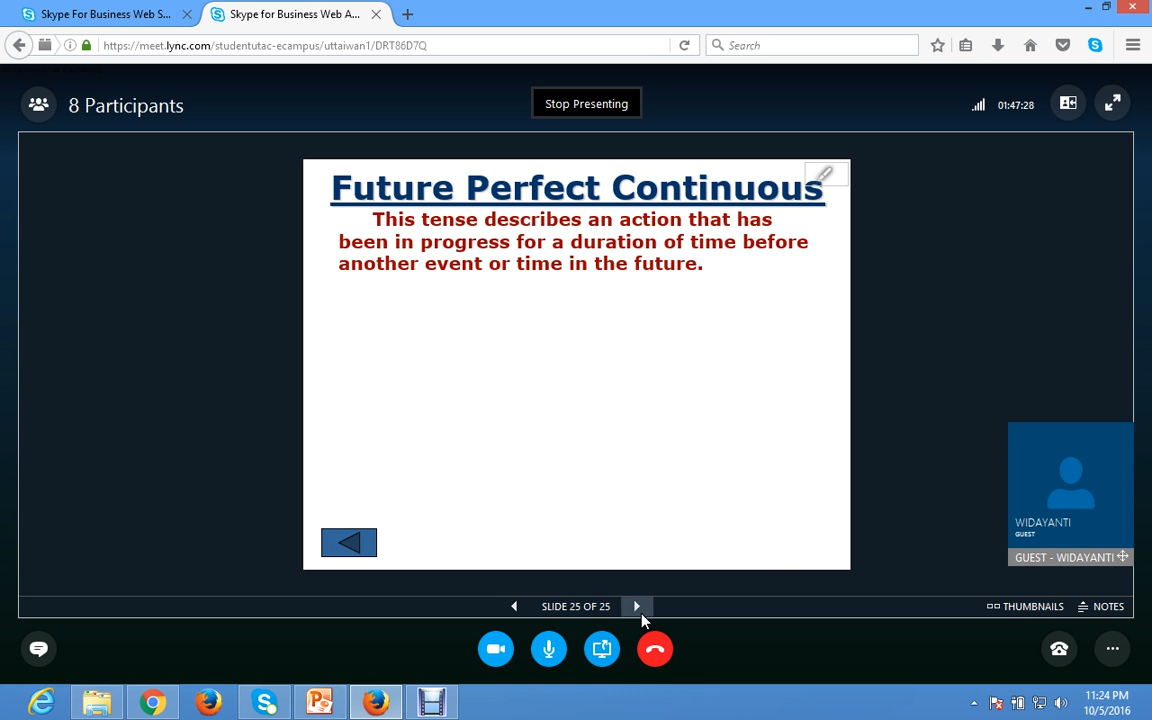 Skype For Business Web S...
Skype for Business Web A...
https://meet.lync.com/studentutac-ecampus/uttaiwan1/DRT86D7Q
Search
8 Participants
Stop Presenting
01:47:28
Future Perfect Continuous
This tense describes an action that has
been in progress for a duration of time before
another event or time in the future.
WIDAYANTI
GUEST
GUEST - WIDAYANTI
SLIDE 25 OF 25
THUMBNAILS
NOTES
11:24 PM
10/5/2016